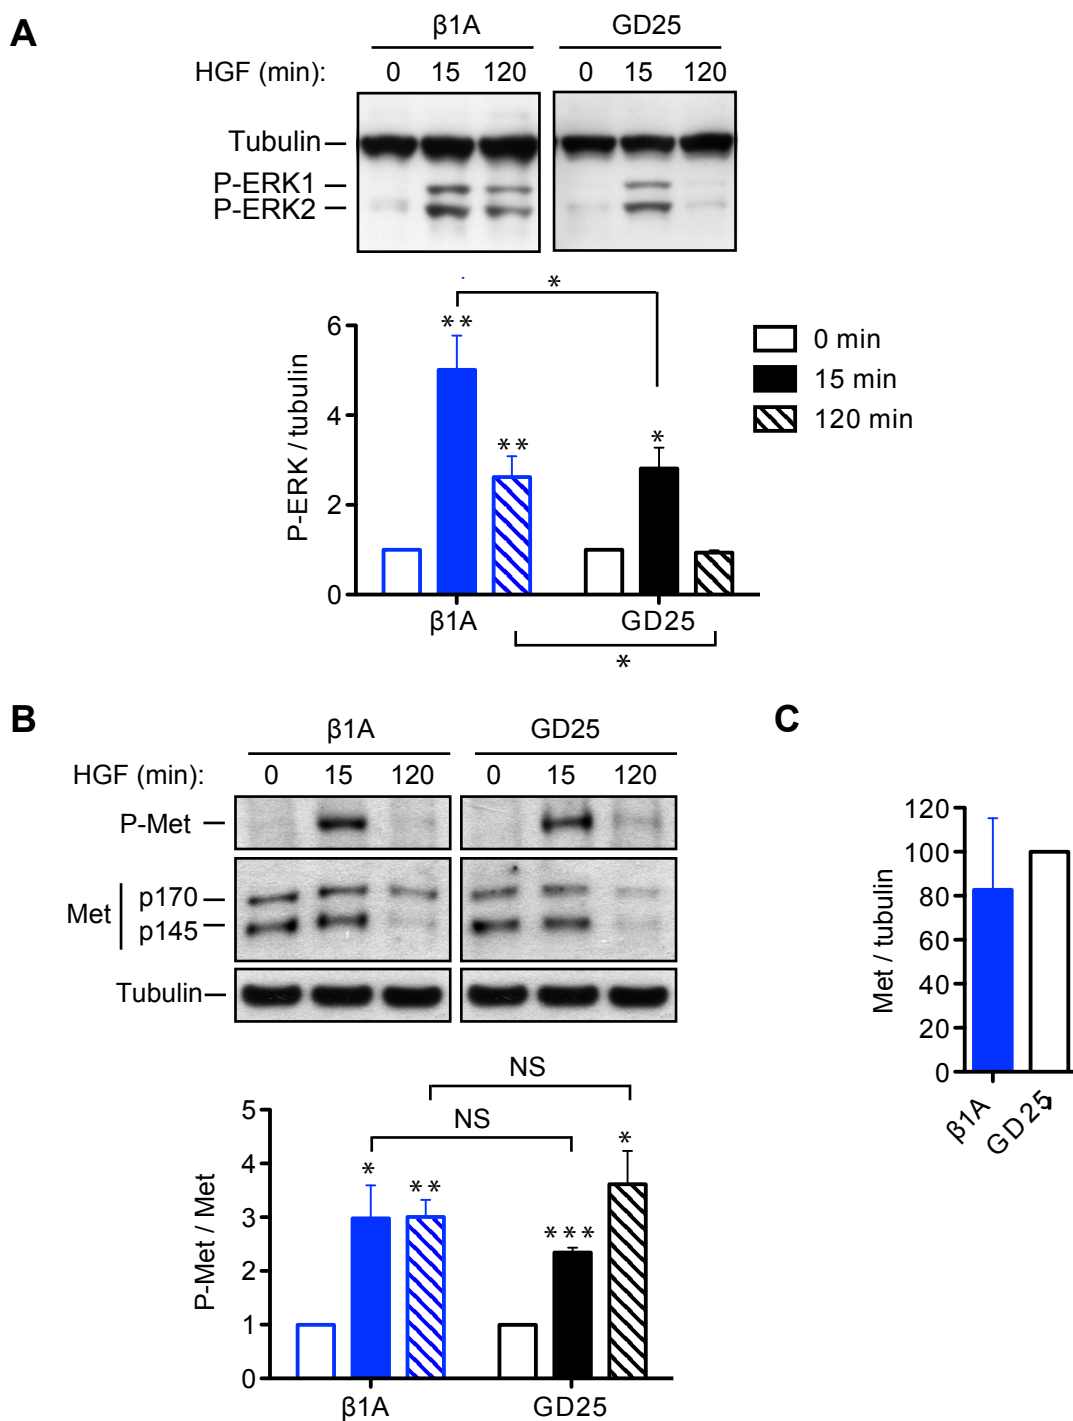 A
β1A GD25
HGF (min): 0 15 120 0 15 120
Tubulin
P-ERK1
P-ERK2
*
6
4
2
0
P-ERK / tubulin
** ** *
0 min
15 min
120 min
β1A GD25
*
B
β1A GD25
HGF (min): 0 15 120 0 15 120
P-Met
Met p170
p145
Tubulin
NS
NS
5
4
3
2
1
0
P-Met / Met
* ** *** *
β1A GD25
C
120
100
80
60
40
20
0
Met / tubulin
β1A GD25